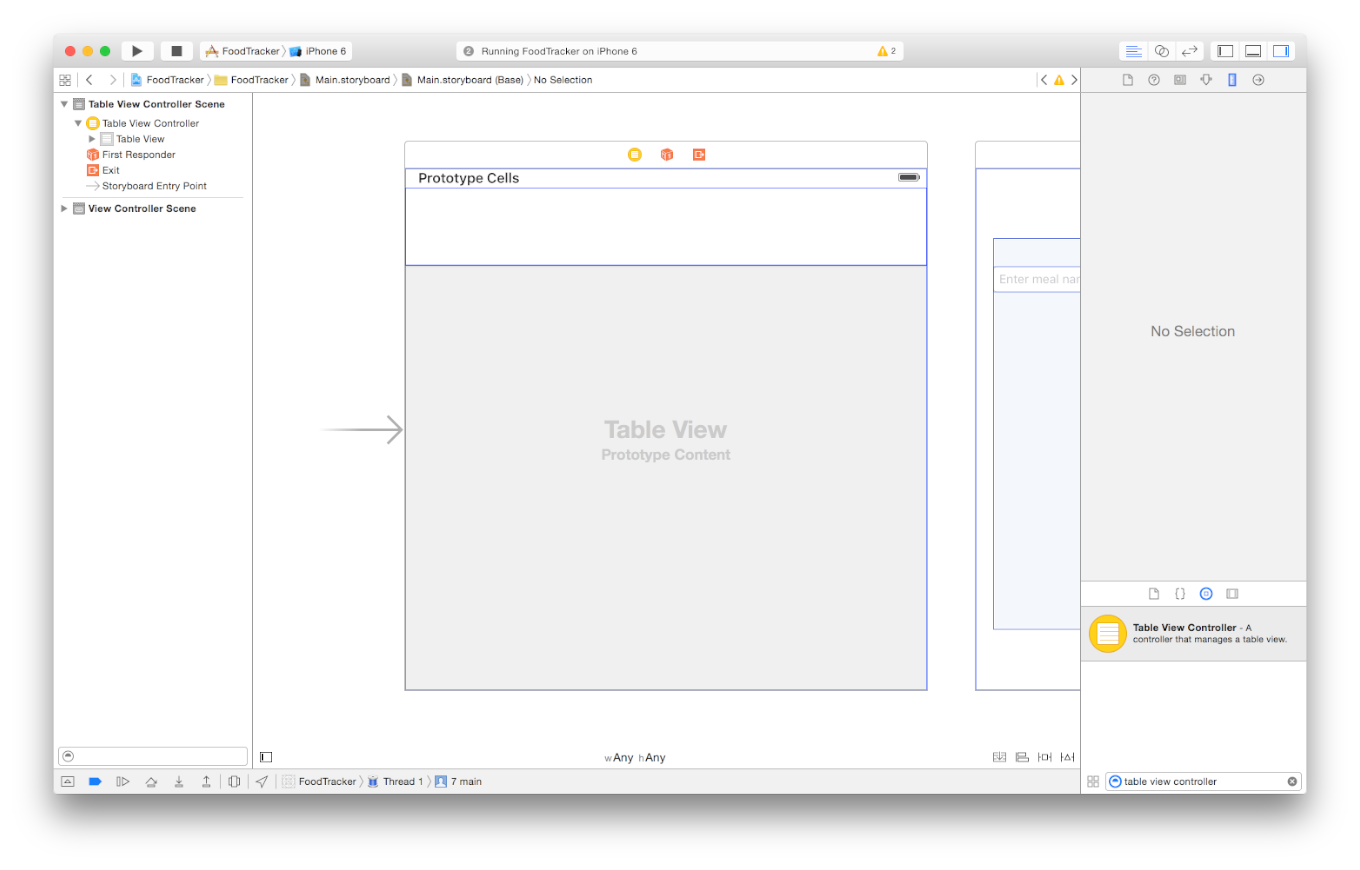 FoodTracker iPhone 6
2 Running FoodTracker on iPhone 6
2
FoodTracker FoodTracker Main.storyboard Main.storyboard (Base) No Selection
Table View Controller Scene
Table View Controller
Table View
First Responder
Exit
Storyboard Entry Point
View Controller Scene
Prototype Cells
Enter meal nar
Table View
Prototype Content
No Selection
Table View Controller - A
controller that manages a table view.
wAny hAny
FoodTracker Thread 1 7 main
table view controller